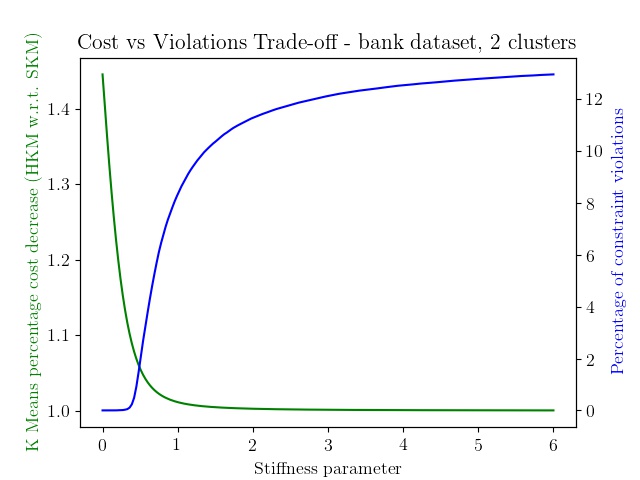 Cost vs Violations Trade-off - bank dataset, 2 clusters
K Means percentage cost decrease (HKM w.r.t. SKM)
1.4
1.3
1.2
1.1
1.0
12
10
8
6
4
2
0
Percentage of constraint violations
0 1 2 3 4 5 6
Stiffness parameter